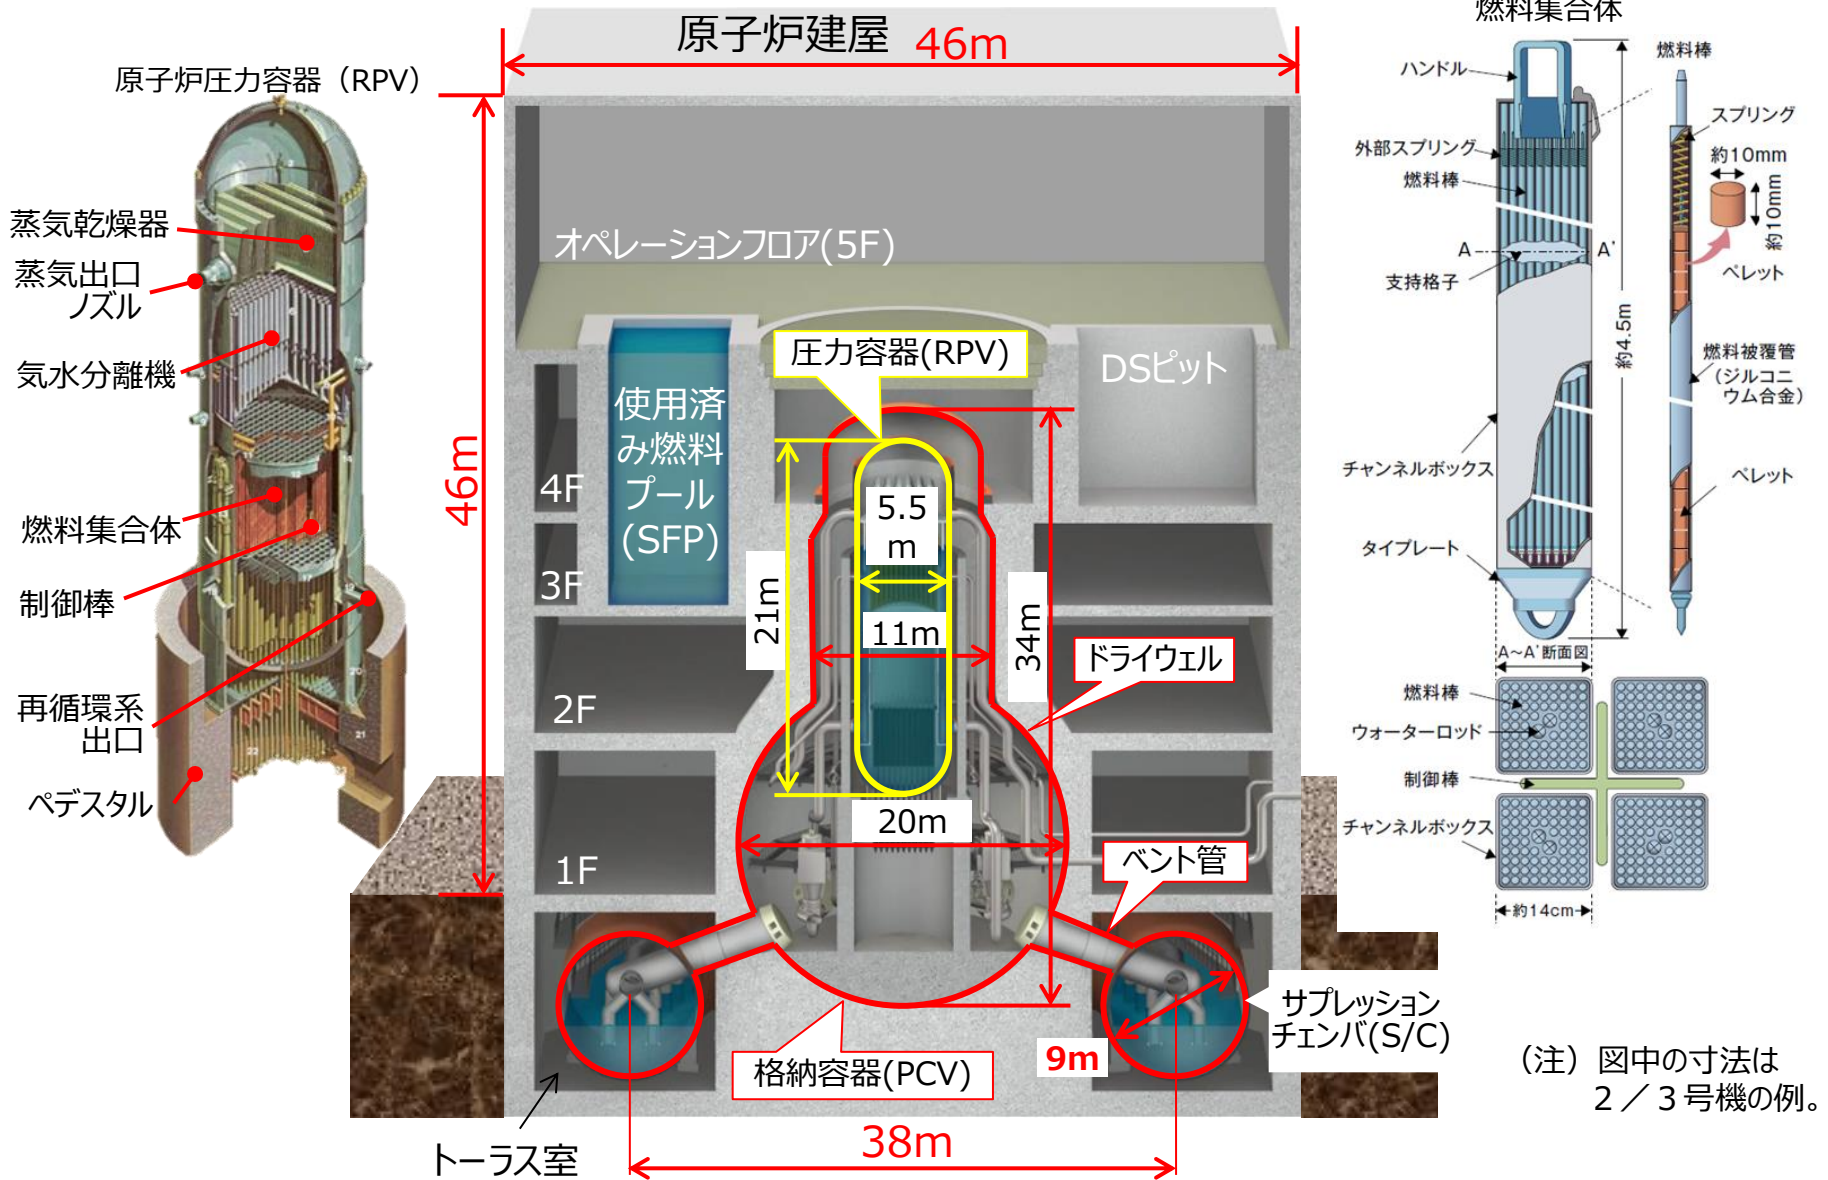 原子炉建屋 46m
原子炉圧力容器（RPV）
蒸気乾燥器
蒸気出口
ノズル
気水分離機
燃料集合体
制御棒
再循環系
出口
ペデスタル
20
21
22
46m
オペレーションフロア(5F)
圧力容器(RPV)
DSピット
使用済
み燃料
プール
(SFP)
4F
3F
2F
1F
5.5
m
21m
11m
34m
ドライウェル
20m
ベント管
サプレッション
チェンバ(S/C)
9m
格納容器(PCV)
トーラス室
38m
燃料集合体
ハンドル
外部スプリング
燃料棒
A
A'
支持格子
チャンネルボックス
タイプレート
約4.5m
燃料棒
スプリング
約10mm
約10mm
ペレット
燃料被覆管
（ジルコニ
ウム合金）
ペレット
A～A'断面図
燃料棒
ウォーターロッド
制御棒
チャンネルボックス
約14cm
（注）図中の寸法は
２／３号機の例。